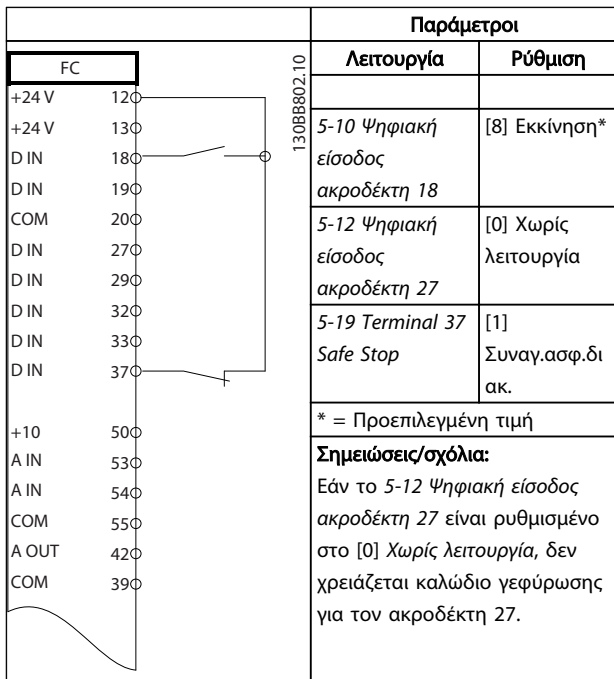 FC
+24 V 12
+24 V 13
D IN 18
D IN 19
COM 20
D IN 27
D IN 29
D IN 32
D IN 33
D IN 37
+10 50
A IN 53
A IN 54
COM 55
A OUT 42
COM 39
130BB802.10
Παράμετροι
Λειτουργία Ρύθμιση
5-10 Ψηφιακή [8] Εκκίνηση*
είσοδος
ακροδέκτη 18
5-12 Ψηφιακή [0] Χωρίς
είσοδος λειτουργία
ακροδέκτη 27
5-19 Terminal 37 [1]
Safe Stop Συναγ.ασφ.δι
ακ.
* = Προεπιλεγμένη τιμή
Σημειώσεις/σχόλια:
Εάν το 5-12 Ψηφιακή είσοδος
ακροδέκτη 27 είναι ρυθμισμένο
στο [0] Χωρίς λειτουργία, δεν
χρειάζεται καλώδιο γεφύρωσης
για τον ακροδέκτη 27.